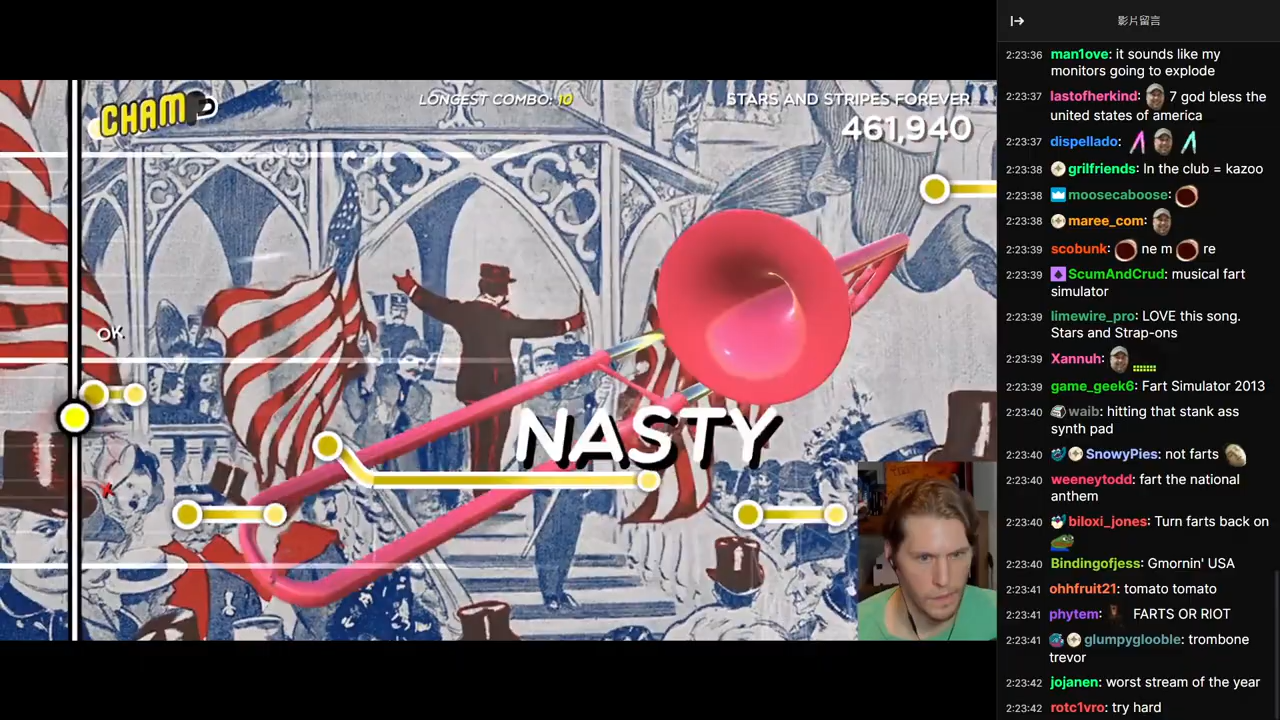 影片留言
CHAMP
LONGEST COMBO: 10
STARS AND STRIPES FOREVER
461,940
OK
X
NASTY
2:23:36 man1ove: it sounds like my
monitors going to explode
2:23:37 lastofherkind: 7 god bless the
united states of america
2:23:37 dispellado:
2:23:38 grilfriends: In the club = kazoo
2:23:38 moosecaboose:
2:23:38 maree_com:
2:23:39 scobunk: ne m re
2:23:39 ScumAndCrud: musical fart
simulator
2:23:39 limewire_pro: LOVE this song.
Stars and Strap-ons
2:23:39 Xannuh:
2:23:39 game_geek6: Fart Simulator 2013
2:23:40 waib: hitting that stank ass
synth pad
2:23:40 SnowyPies: not farts
2:23:40 weeneytodd: fart the national
anthem
2:23:40 biloxi_jones: Turn farts back on
2:23:40 Bindingofjess: Gmornin' USA
2:23:41 ohhfruit21: tomato tomato
2:23:41 phytem: FARTS OR RIOT
2:23:41 glumpyglooble: trombone
trevor
2:23:42 jojanen: worst stream of the year
2:23:42 rotc1vro: try hard